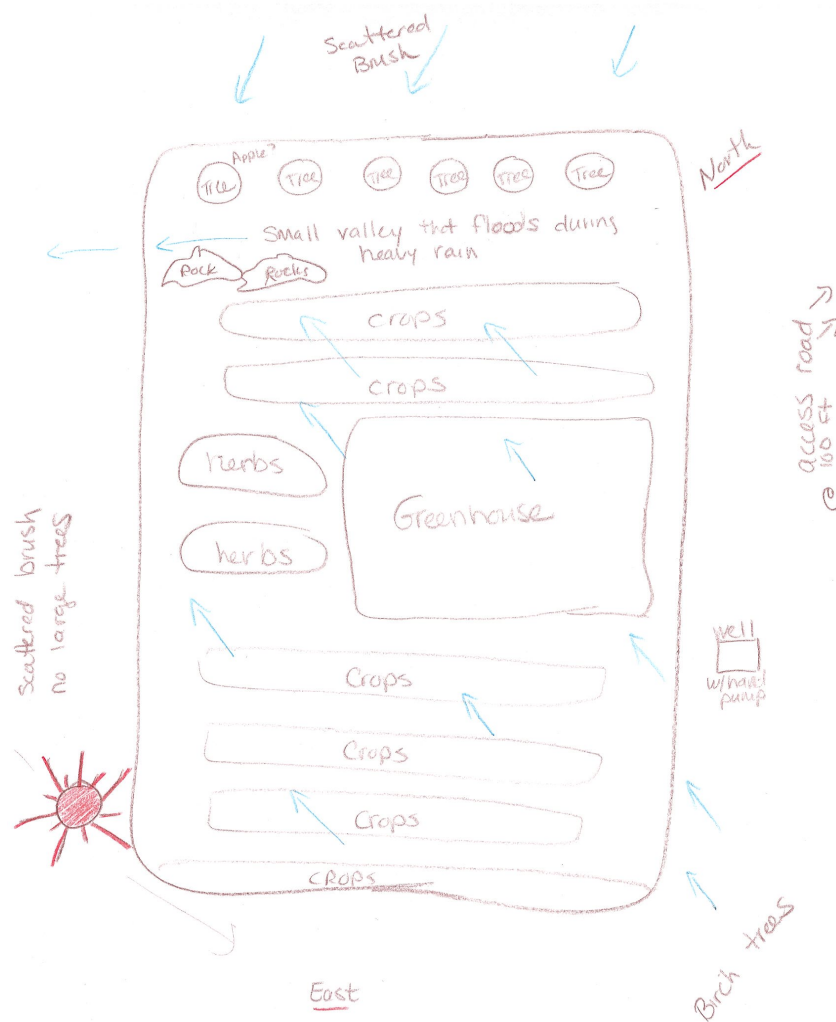 Scattered
Brush
North
Apple?
Tree
Tree
Tree
Tree
Tree
Tree
Small valley that floods during
heavy rain
Rock
Rocks
crops
crops
access road
@ 100 ft
herbs
herbs
Greenhouse
Scattered brush
no large trees
well
w/hand
pump
Crops
Crops
Crops
CROPS
Birch trees
East